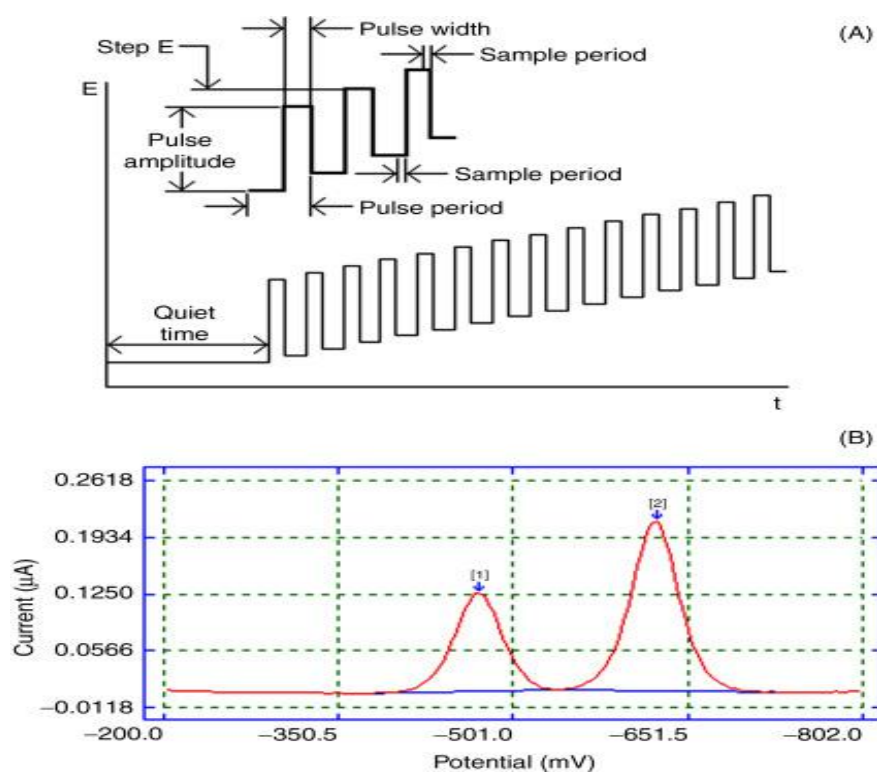 Pulse width
(A)
Step E
Sample period
E
Pulse
amplitude
Sample period
Pulse period
Quiet
time
t
(B)
0.2618
0.1934
0.1250
0.0566
−0.0118
Current (µA)
[1]
[2]
−200.0 −350.5 −501.0 −651.5 −802.0
Potential (mV)